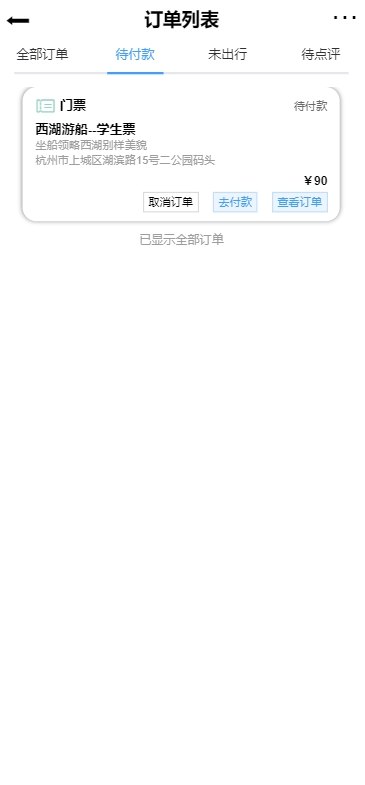 订单列表
全部订单 待付款 未出行 待点评
门票 待付款
西湖游船--学生票
坐船领略西湖别样美貌
杭州市上城区湖滨路15号二公园码头
￥90
取消订单 去付款 查看订单
已显示全部订单